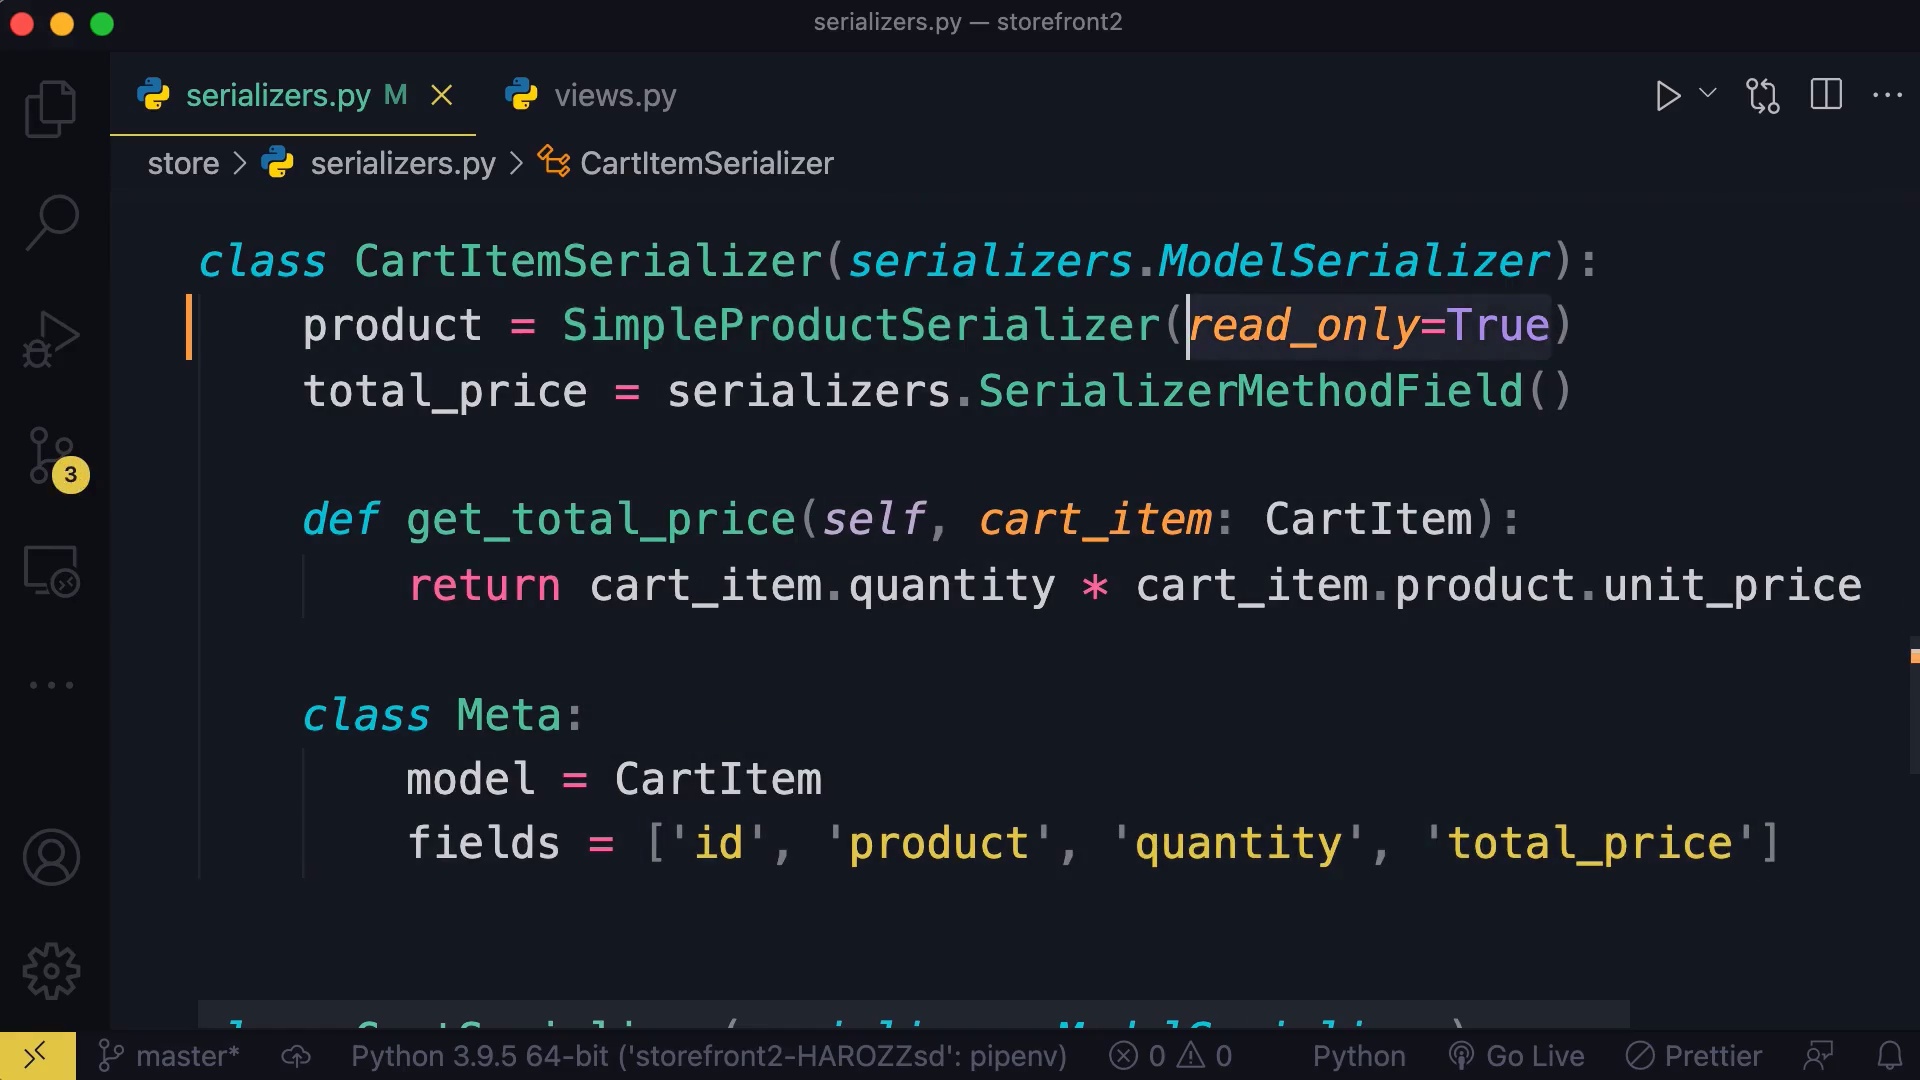 serializers.py — storefront2
serializers.py M views.py
store > serializers.py > CartItemSerializer
class CartItemSerializer(serializers.ModelSerializer):
product = SimpleProductSerializer(read_only=True)
total_price = serializers.SerializerMethodField()
def get_total_price(self, cart_item: CartItem):
return cart_item.quantity * cart_item.product.unit_price
class Meta:
model = CartItem
fields = ['id', 'product', 'quantity', 'total_price']
3
master* Python 3.9.5 64-bit ('storefront2-HAROZZsd': pipenv) 0 0 Python Go Live Prettier